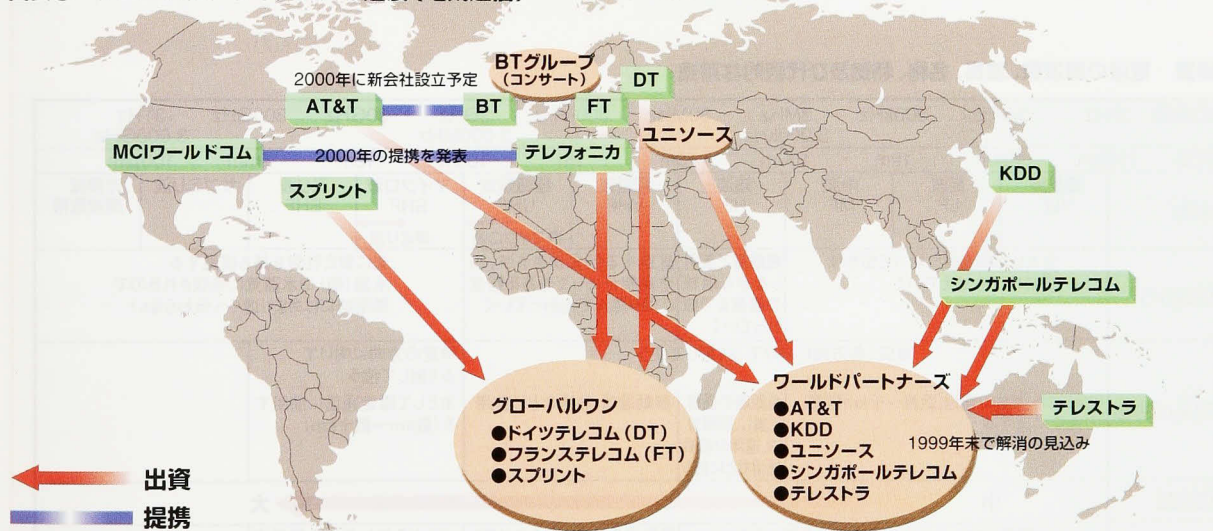 BTグループ
(コンサート)
DT
2000年に新会社設立予定
AT&T
BT
FT
ユニソース
MCIワールドコム
2000年の提携を発表
テレフォニカ
KDD
スプリント
シンガポールテレコム
グローバルワン
●ドイツテレコム(DT)
●フランステレコム(FT)
●スプリント
ワールドパートナーズ
●AT&T
●KDD
●ユニソース
●シンガポールテレコム
●テレストラ
テレストラ
1999年末で解消の見込み
出資
提携